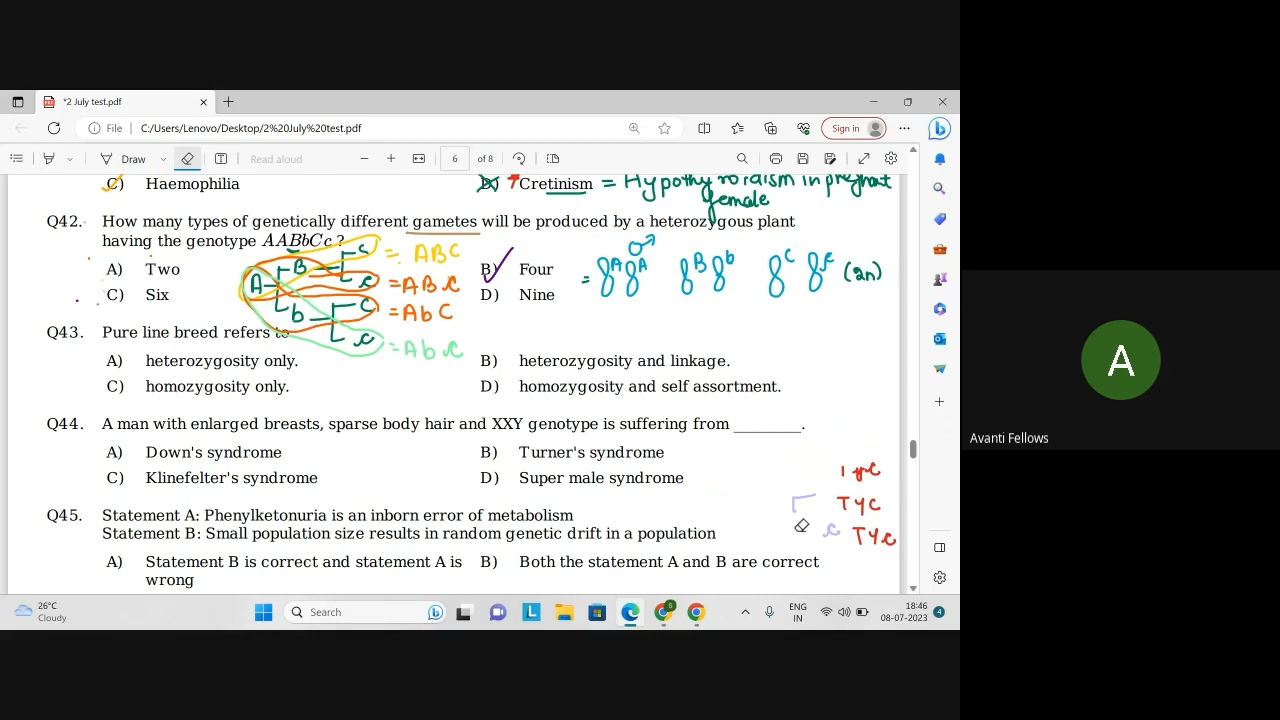 *2 July test.pdf
File C:/Users/Lenovo/Desktop/2%20July%20test.pdf Sign in
Draw Read aloud 6 of 8
C) Haemophilia D) Cretinism = Hypothyroidism in pregnant female
Q42. How many types of genetically different gametes will be produced by a heterozygous plant
having the genotype AABbCc?
A) Two B) Four
C) Six D) Nine
A B C = ABC
c = ABc
b C = AbC
c = Abc
= A A B b C c (2n)
Q43. Pure line breed refers to
A) heterozygosity only. B) heterozygosity and linkage.
C) homozygosity only. D) homozygosity and self assortment.
Q44. A man with enlarged breasts, sparse body hair and XXY genotype is suffering from ________.
A) Down's syndrome B) Turner's syndrome
C) Klinefelter's syndrome D) Super male syndrome
TYC
c TYc
Q45. Statement A: Phenylketonuria is an inborn error of metabolism
Statement B: Small population size results in random genetic drift in a population
A) Statement B is correct and statement A is B) Both the statement A and B are correct
wrong
A
Avanti Fellows
26°C
Cloudy
Search
ENG
IN
18:46
08-07-2023